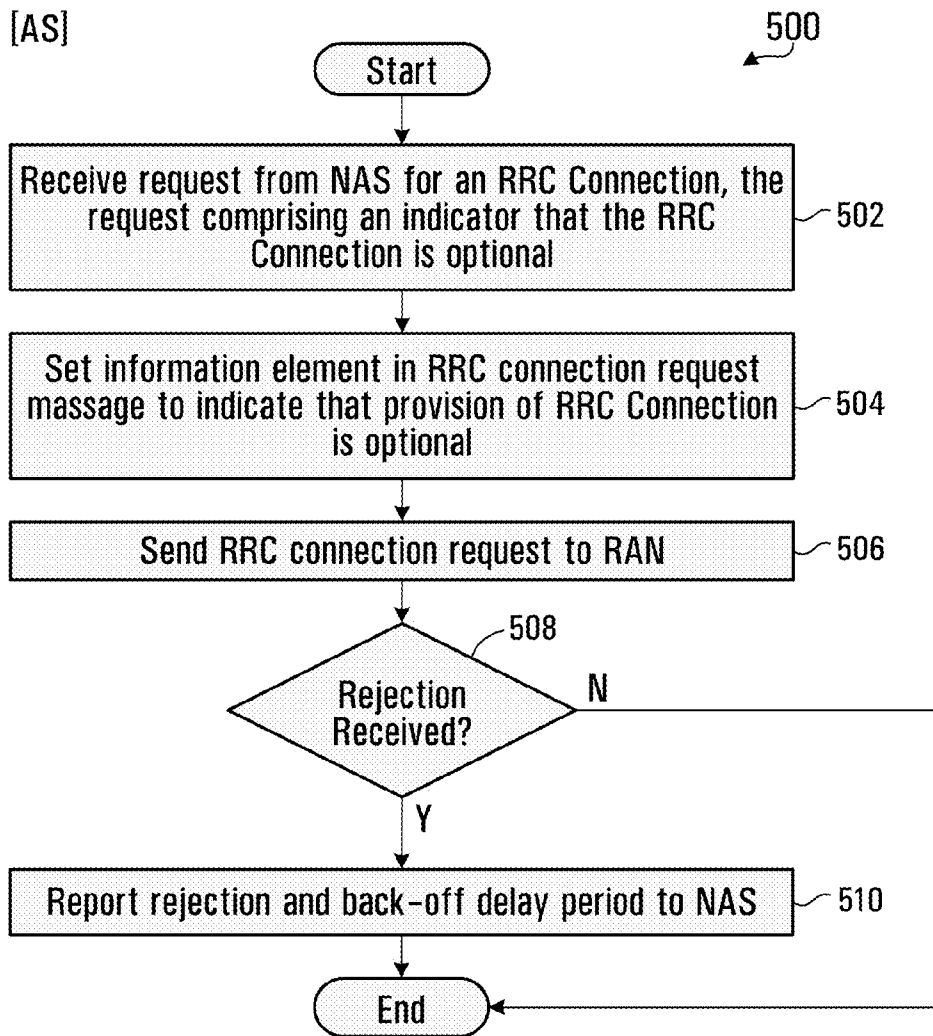 [AS]
500
Start
Receive request from NAS for an RRC Connection, the
request comprising an indicator that the RRC
Connection is optional
502
Set information element in RRC connection request
massage to indicate that provision of RRC Connection
is optional
504
Send RRC connection request to RAN
506
508
Rejection
Received?
N
Y
Report rejection and back-off delay period to NAS
510
End